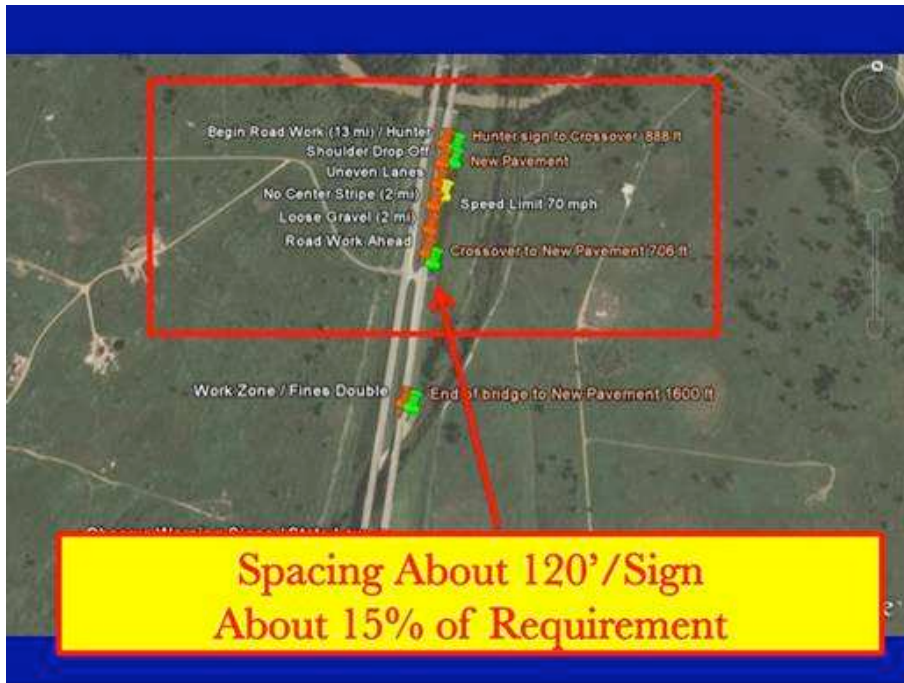 Begin Road Work (13 mi) / Hunter
Hunter sign to Crossover 888 ft
Shoulder Drop Off
New Pavement
Uneven Lanes
No Center Stripe (2 mi)
Speed Limit 70 mph
Loose Gravel (2 mi)
Road Work Ahead
Crossover to New Pavement 706 ft
Work Zone / Fines Double
End of bridge to New Pavement 1600 ft
Spacing About 120'/Sign
About 15% of Requirement